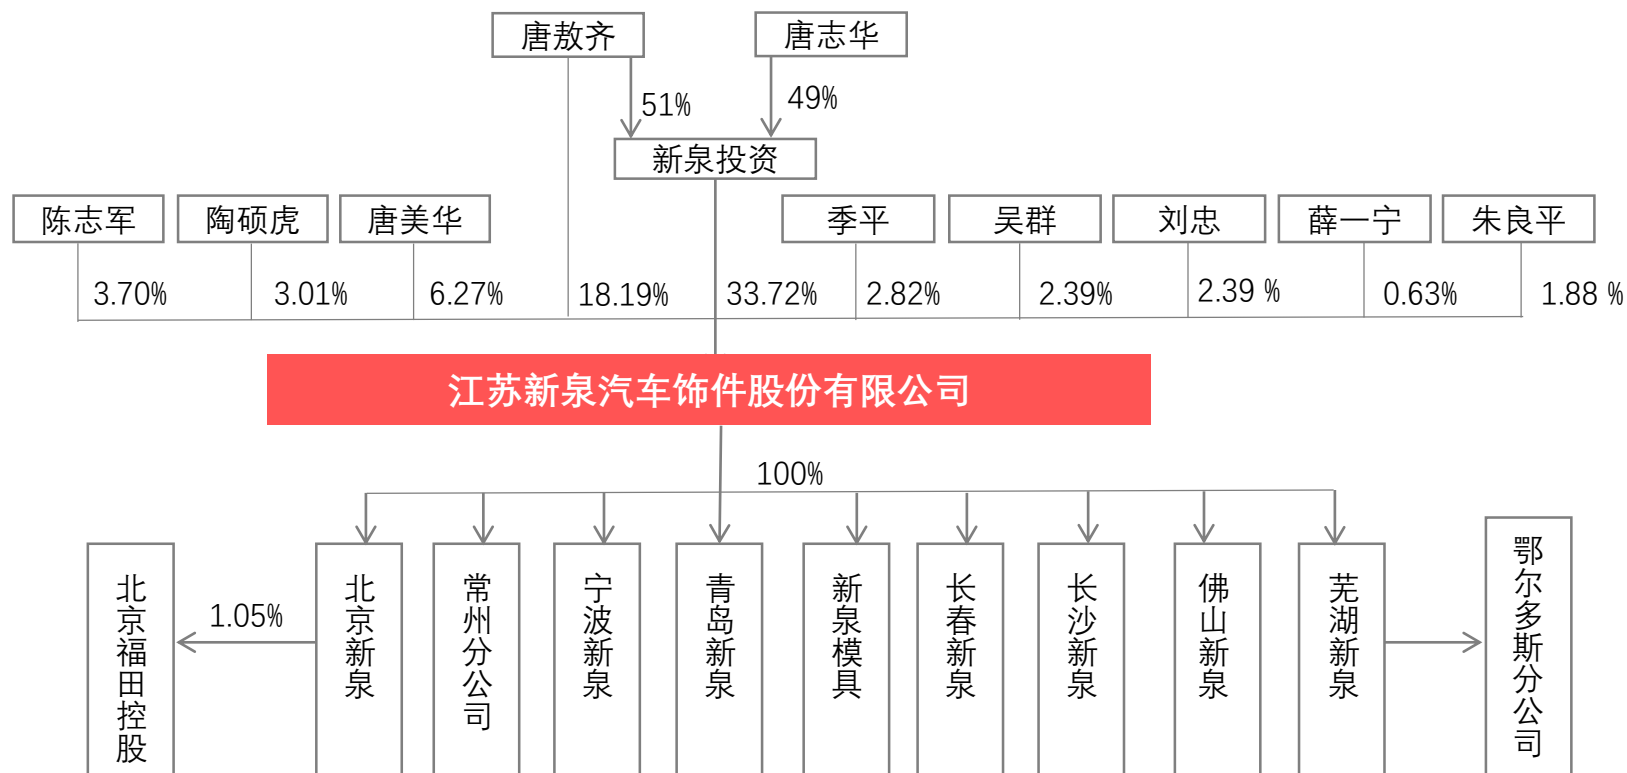 唐敖齐
唐志华
51%
49%
新泉投资
陈志军
陶硕虎
唐美华
季平
吴群
刘忠
薛一宁
朱良平
3.70%
3.01%
6.27%
18.19%
33.72%
2.82%
2.39%
2.39 %
0.63%
1.88 %
江苏新泉汽车饰件股份有限公司
100%
北京福田控股
1.05%
北京新泉
常州分公司
宁波新泉
青岛新泉
新泉模具
长春新泉
长沙新泉
佛山新泉
芜湖新泉
鄂尔多斯分公司